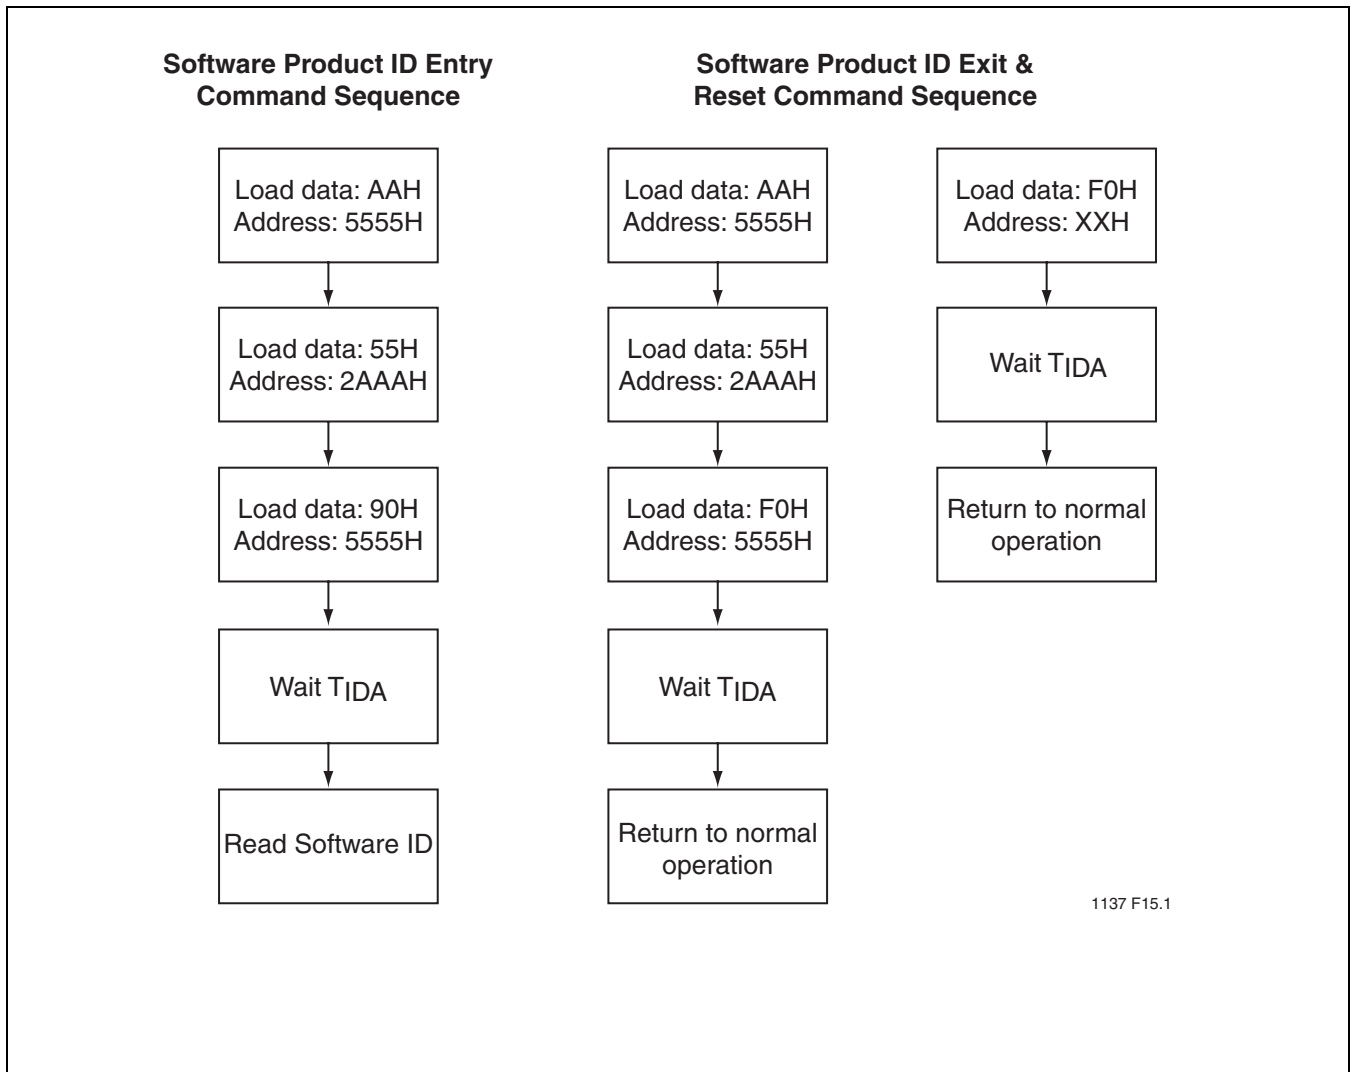 Software Product ID Entry
Command Sequence
Load data: AAH
Address: 5555H
Load data: 55H
Address: 2AAAH
Load data: 90H
Address: 5555H
Wait TIDA
Read Software ID
Software Product ID Exit &
Reset Command Sequence
Load data: AAH
Address: 5555H
Load data: 55H
Address: 2AAAH
Load data: F0H
Address: 5555H
Wait TIDA
Return to normal
operation
Load data: F0H
Address: XXH
Wait TIDA
Return to normal
operation
1137 F15.1